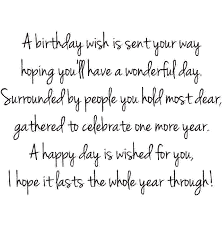 A birthday wish is sent your way
hoping you'll have a wonderful day.
Surrounded by people you hold most dear,
gathered to celebrate one more year.
A happy day is wished for you,
I hope it lasts the whole year through!